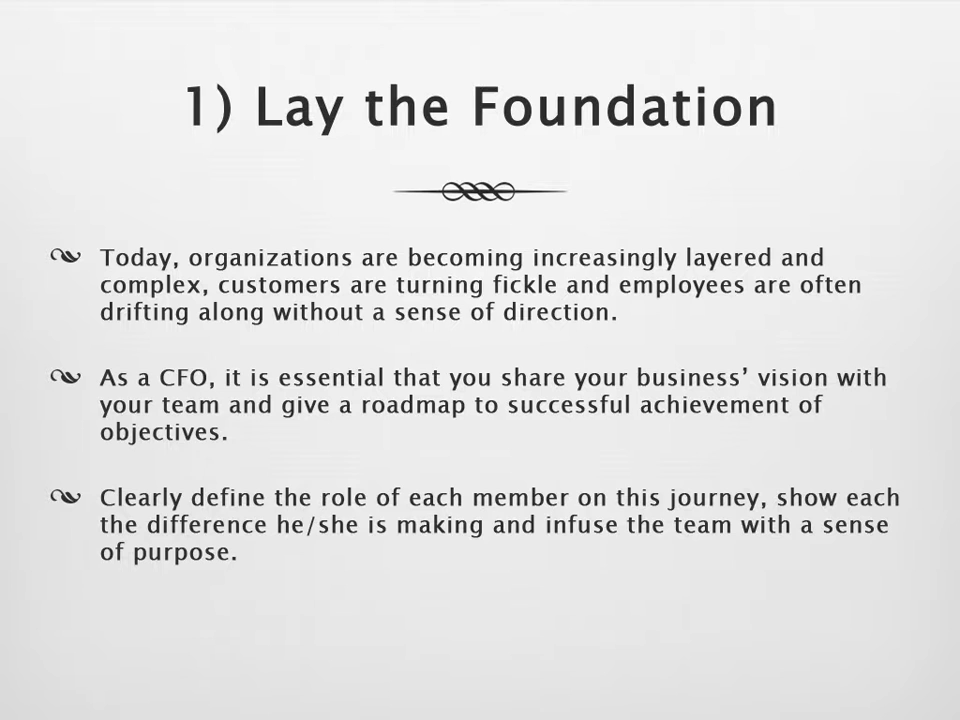 1) Lay the Foundation
Today, organizations are becoming increasingly layered and
complex, customers are turning fickle and employees are often
drifting along without a sense of direction.
As a CFO, it is essential that you share your business’ vision with
your team and give a roadmap to successful achievement of
objectives.
Clearly define the role of each member on this journey, show each
the difference he/she is making and infuse the team with a sense
of purpose.